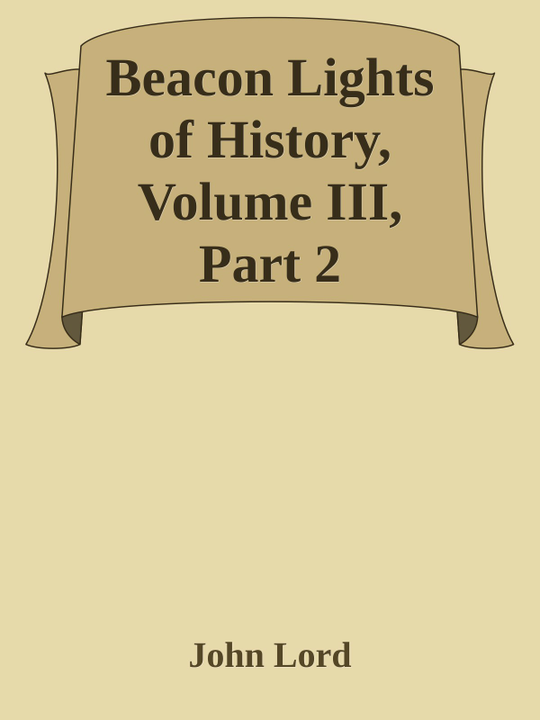 Beacon Lights
of History,
Volume III,
Part 2
John Lord